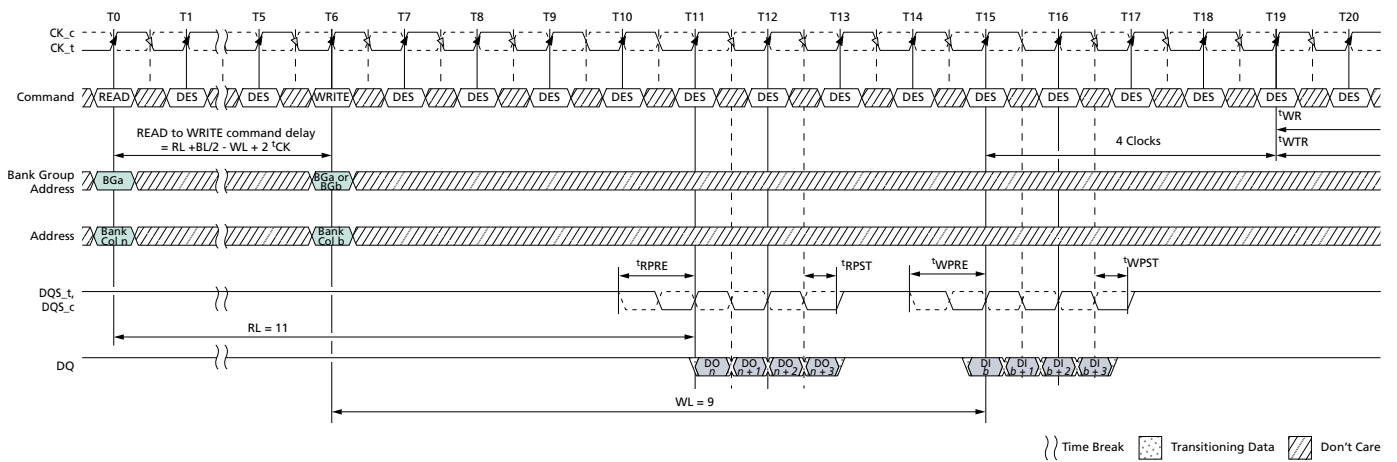 T0 T1 T5 T6 T7 T8 T9 T10 T11 T12 T13 T14 T15 T16 T17 T18 T19 T20
CK_c
CK_t
Command READ DES DES WRITE DES DES DES DES DES DES DES DES DES DES DES DES DES DES
tWR
READ to WRITE command delay
= RL +BL/2 - WL + 2 tCK
4 Clocks
tWTR
Bank Group
Address
BGa
BGa or
BGb
Address
Bank
Col n
Bank
Col b
tRPRE tRPST tWPRE tWPST
DQS_t,
DQS_c
RL = 11
DQ
DO
n
DO
n + 1
DO
n + 2
DO
n + 3
DI
b
DI
b + 1
DI
b + 2
DI
b + 3
WL = 9
Time Break Transitioning Data Don't Care